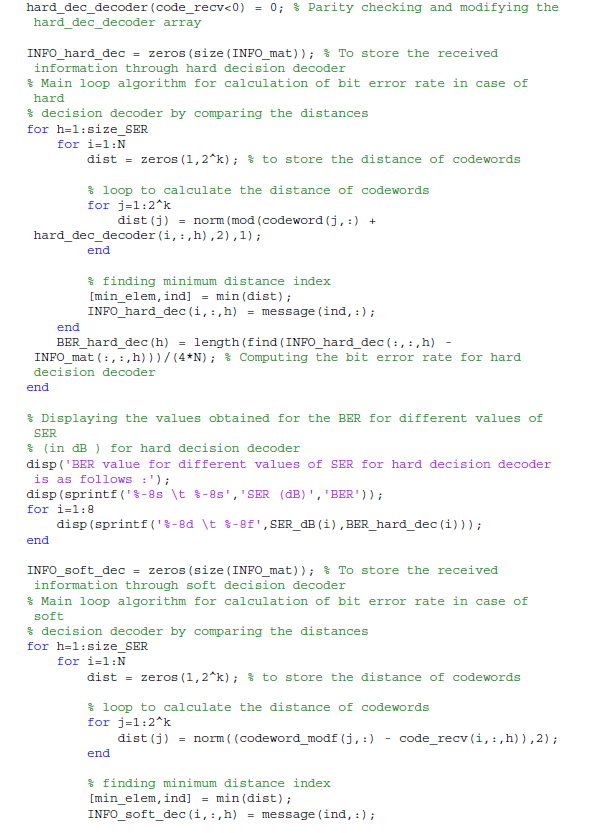 hard_dec_decoder(code_recv<0) = 0; % Parity checking and modifying the
hard_dec_decoder array
INFO_hard_dec = zeros(size(INFO_mat)); % To store the received
information through hard decision decoder
% Main loop algorithm for calculation of bit error rate in case of
hard
% decision decoder by comparing the distances
for h=1:size_SER
for i=1:N
dist = zeros(1,2^k); % to store the distance of codewords
% loop to calculate the distance of codewords
for j=1:2^k
dist(j) = norm(mod(codeword(j,:) +
hard_dec_decoder(i,:,h),2),1);
end
% finding minimum distance index
[min_elem,ind] = min(dist);
INFO_hard_dec(i,:,h) = message(ind,:);
end
BER_hard_dec(h) = length(find(INFO_hard_dec(:,:,h) -
INFO_mat(:,:,h)))/(4*N); % Computing the bit error rate for hard
decision decoder
end
% Displaying the values obtained for the BER for different values of
SER
% (in dB ) for hard decision decoder
disp('BER value for different values of SER for hard decision decoder
is as follows :');
disp(sprintf('%-8s \t %-8s','SER (dB)','BER'));
for i=1:8
disp(sprintf('%-8d \t %-8f',SER_dB(i),BER_hard_dec(i)));
end
INFO_soft_dec = zeros(size(INFO_mat)); % To store the received
information through soft decision decoder
% Main loop algorithm for calculation of bit error rate in case of
soft
% decision decoder by comparing the distances
for h=1:size_SER
for i=1:N
dist = zeros(1,2^k); % to store the distance of codewords
% loop to calculate the distance of codewords
for j=1:2^k
dist(j) = norm((codeword_modf(j,:) - code_recv(i,:,h)),2);
end
% finding minimum distance index
[min_elem,ind] = min(dist);
INFO_soft_dec(i,:,h) = message(ind,:);